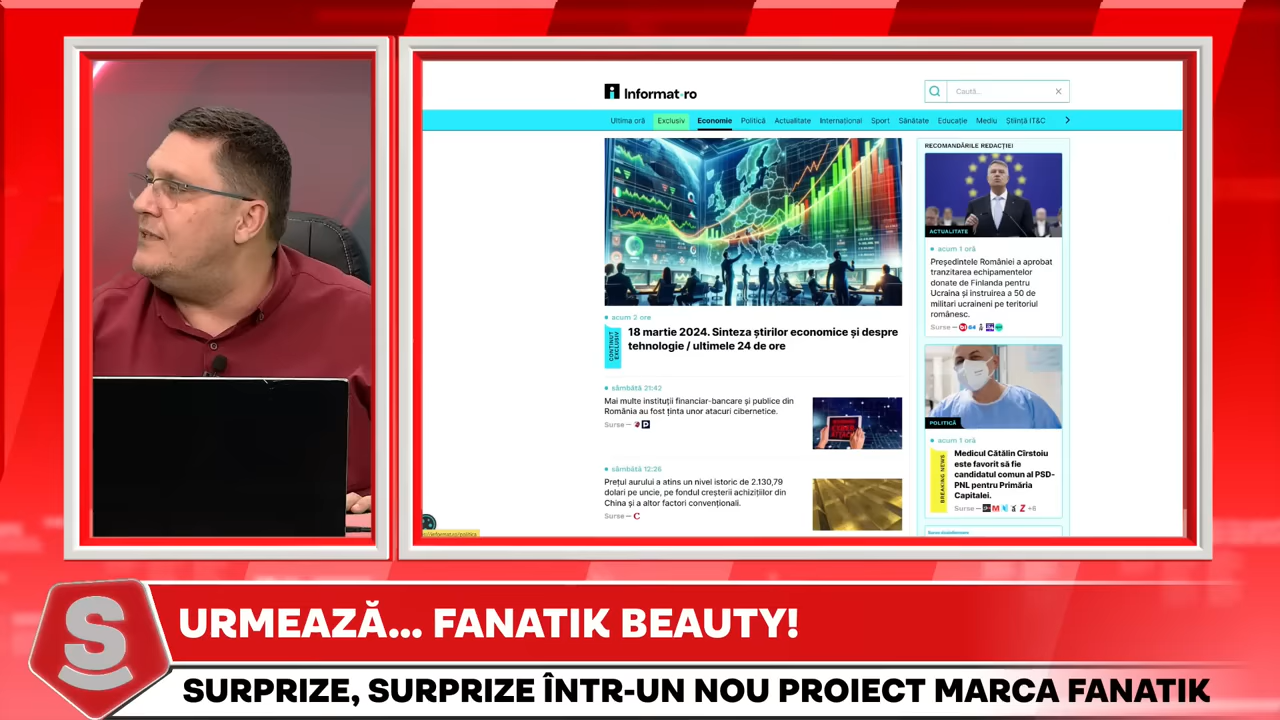 Informat.ro
Caută...
Ultima oră Exclusiv Economie Politică Actualitate Internațional Sport Sănătate Educație Mediu Știință IT&C
acum 2 ore
CONȚINUT EXCLUSIV
18 martie 2024. Sinteza știrilor economice și despre
tehnologie / ultimele 24 de ore
sâmbătă 21:42
Mai multe instituții financiar-bancare și publice din
România au fost ținta unor atacuri cibernetice.
Surse —
sâmbătă 12:26
Prețul aurului a atins un nivel istoric de 2.130,79
dolari pe uncie, pe fondul creșterii achizițiilor din
China și a altor factori convenționali.
Surse —
RECOMANDĂRILE REDACȚIEI
ACTUALITATE
acum 1 oră
Președintele României a aprobat
tranzitarea echipamentelor
donate de Finlanda pentru
Ucraina și instruirea a 50 de
militari ucraineni pe teritoriul
românesc.
Surse —
POLITICĂ
acum 1 oră
BREAKING NEWS
Medicul Cătălin Cîrstoiu
este favorit să fie
candidatul comun al PSD-
PNL pentru Primăria
Capitalei.
Surse — +6
S
URMEAZĂ... FANATIK BEAUTY!
SURPRIZE, SURPRIZE ÎNTR-UN NOU PROIECT MARCA FANATIK